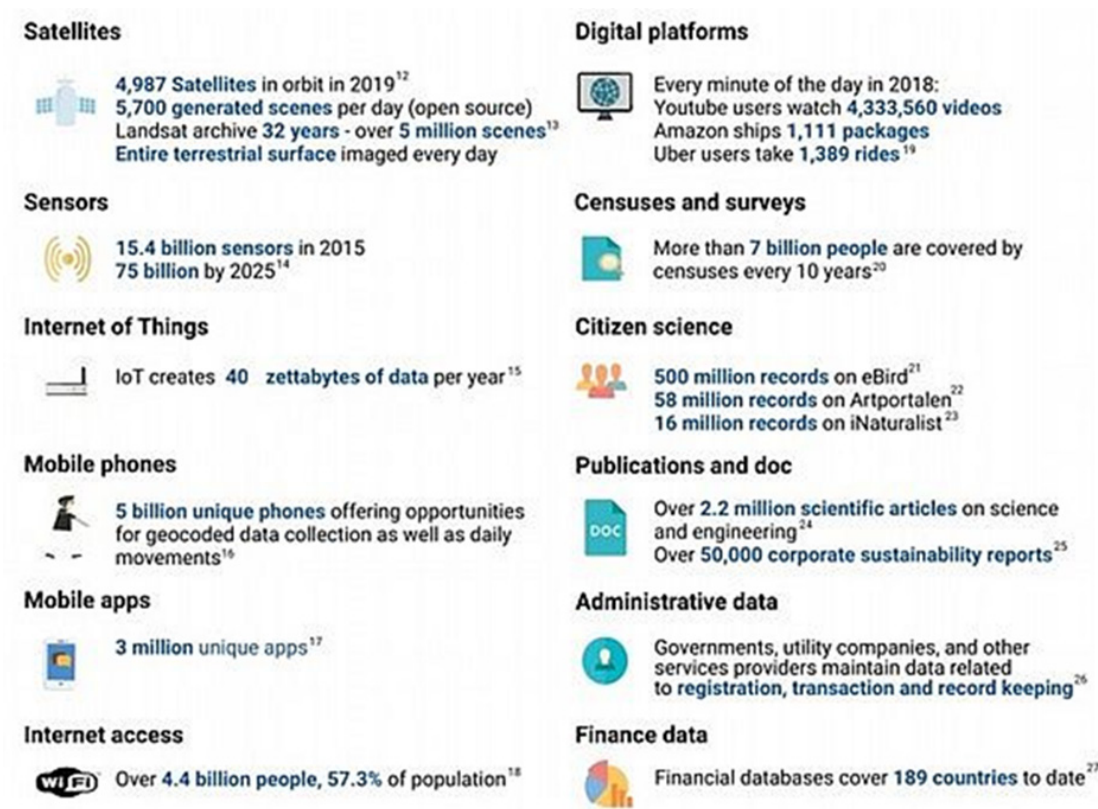 Satellites
4,987 Satellites in orbit in 2019¹²
5,700 generated scenes per day (open source)
Landsat archive 32 years - over 5 million scenes¹³
Entire terrestrial surface imaged every day
Sensors
15.4 billion sensors in 2015
75 billion by 2025¹⁴
Internet of Things
IoT creates 40 zettabytes of data per year¹⁵
Mobile phones
5 billion unique phones offering opportunities
for geocoded data collection as well as daily
movements¹⁶
Mobile apps
3 million unique apps¹⁷
Internet access
Wi Fi
Over 4.4 billion people, 57.3% of population¹⁸
Digital platforms
Every minute of the day in 2018:
Youtube users watch 4,333,560 videos
Amazon ships 1,111 packages
Uber users take 1,389 rides¹⁹
Censuses and surveys
More than 7 billion people are covered by
censuses every 10 years²⁰
Citizen science
500 million records on eBird²¹
58 million records on Artportalen²²
16 million records on iNaturalist²³
Publications and doc
DOC
Over 2.2 million scientific articles on science
and engineering²⁴
Over 50,000 corporate sustainability reports²⁵
Administrative data
Governments, utility companies, and other
services providers maintain data related
to registration, transaction and record keeping²⁶
Finance data
Financial databases cover 189 countries to date²⁷